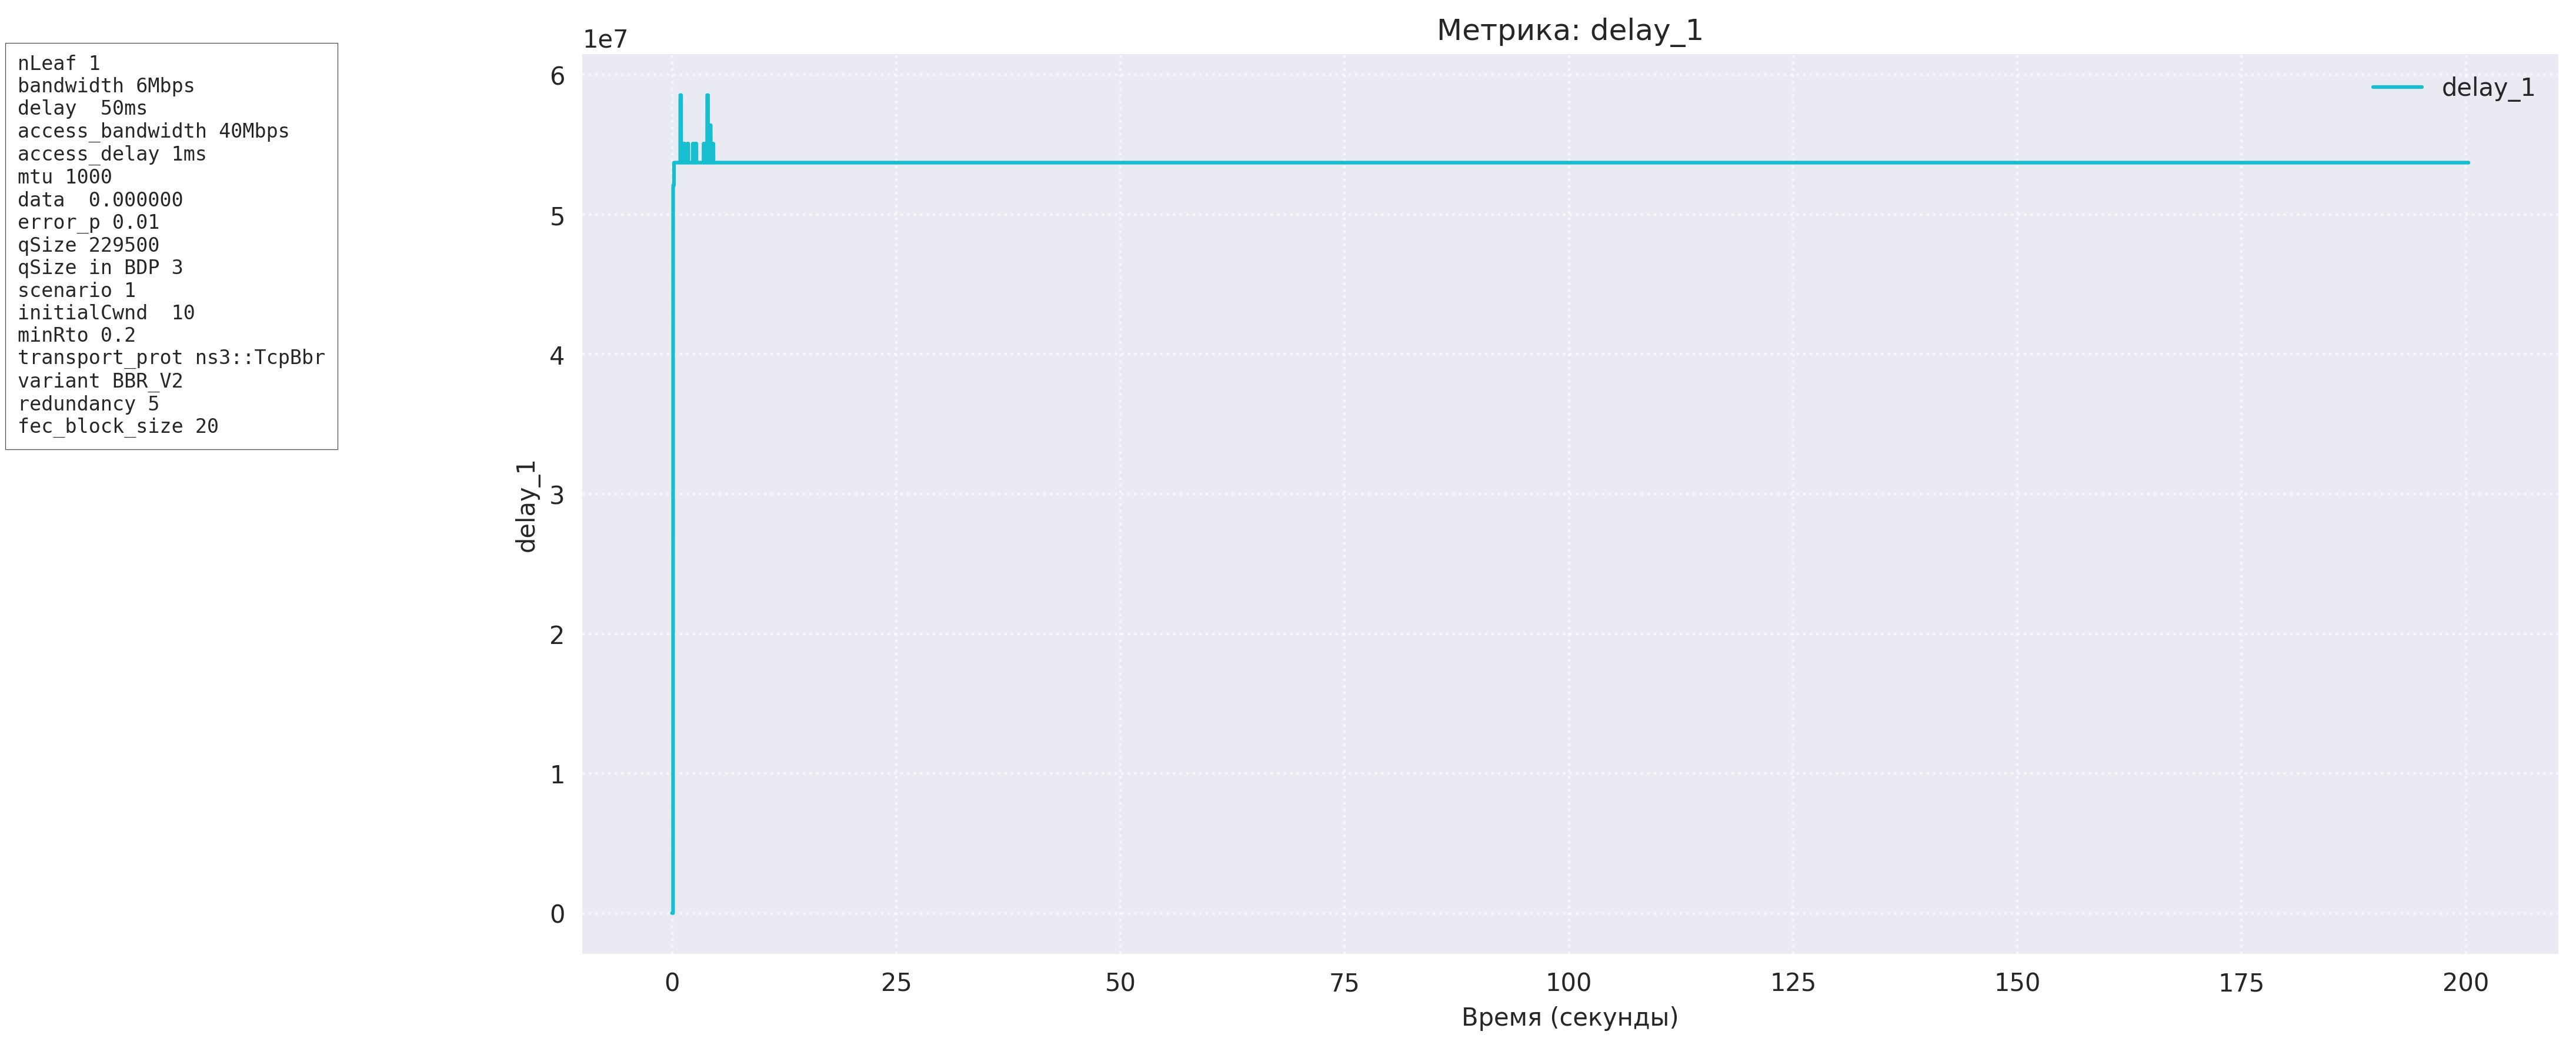 Метрика: delay_1
1e7
nLeaf 1
bandwidth 6Mbps
delay  50ms
access_bandwidth 40Mbps
access_delay 1ms
mtu 1000
data  0.000000
error_p 0.01
qSize 229500
qSize in BDP 3
scenario 1
initialCwnd  10
minRto 0.2
transport_prot ns3::TcpBbr
variant BBR_V2
redundancy 5
fec_block_size 20
delay_1
6
5
4
3
2
1
0
delay_1
0 25 50 75 100 125 150 175 200
Время (секунды)